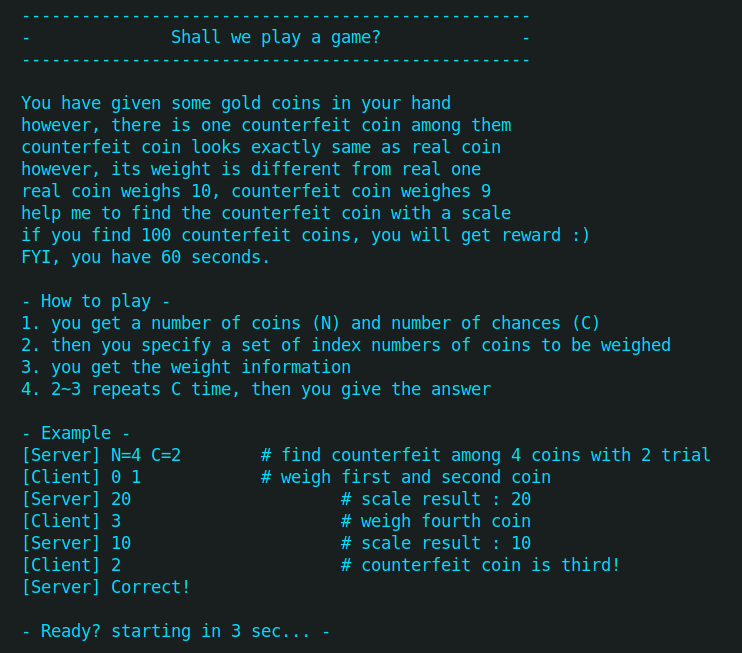 ---------------------------------------------------
-              Shall we play a game?              -
---------------------------------------------------

You have given some gold coins in your hand
however, there is one counterfeit coin among them
counterfeit coin looks exactly same as real coin
however, its weight is different from real one
real coin weighs 10, counterfeit coin weighes 9
help me to find the counterfeit coin with a scale
if you find 100 counterfeit coins, you will get reward :)
FYI, you have 60 seconds.

- How to play -
1. you get a number of coins (N) and number of chances (C)
2. then you specify a set of index numbers of coins to be weighed
3. you get the weight information
4. 2~3 repeats C time, then you give the answer

- Example -
[Server] N=4 C=2        # find counterfeit among 4 coins with 2 trial
[Client] 0 1            # weigh first and second coin
[Server] 20                     # scale result : 20
[Client] 3                      # weigh fourth coin
[Server] 10                     # scale result : 10
[Client] 2                      # counterfeit coin is third!
[Server] Correct!

- Ready? starting in 3 sec... -